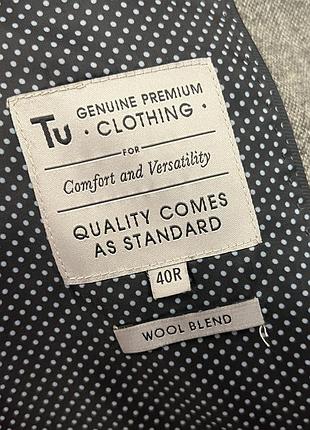 Tu GENUINE PREMIUM
· CLOTHING ·
FOR
Comfort and Versatility
QUALITY COMES
AS STANDARD
40R
WOOL BLEND